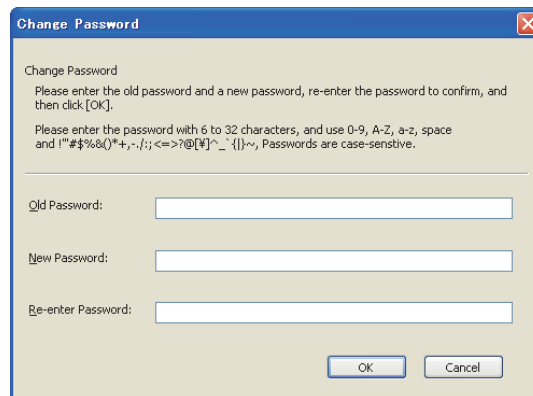 Change Password
Change Password
Please enter the old password and a new password, re-enter the password to confirm, and
then click [OK].
Please enter the password with 6 to 32 characters, and use 0-9, A-Z, a-z, space
and !"'#$%&()*+,-./:;<=>?@[¥]^_`{|}~, Passwords are case-senstive.
Old Password:
New Password:
Re-enter Password:
OK
Cancel